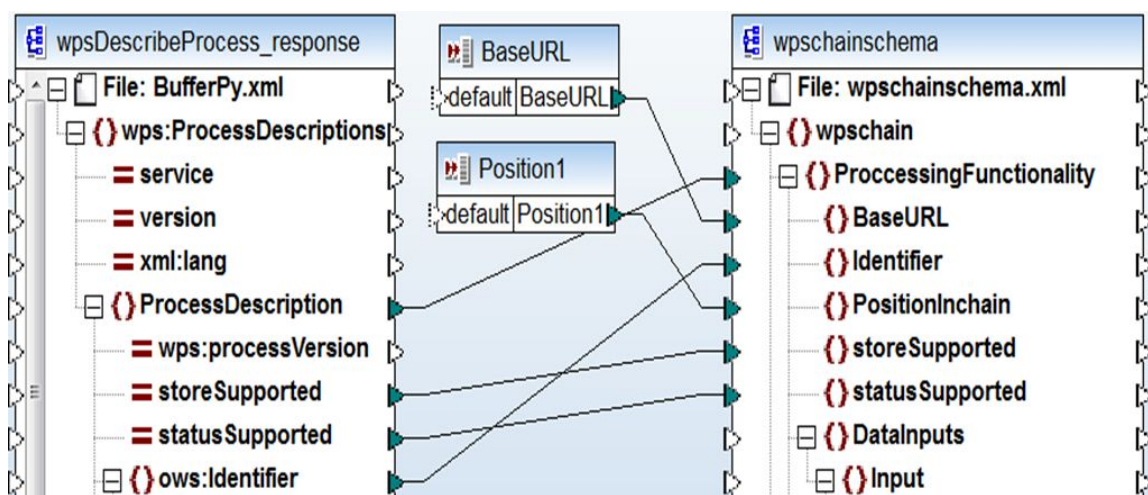 wpsDescribeProcess_response
File: BufferPy.xml
{} wps:ProcessDescriptions
= service
= version
= xml:lang
{} ProcessDescription
= wps:processVersion
= storeSupported
= statusSupported
{} ows:Identifier
BaseURL
default BaseURL
Position1
default Position1
wpschainschema
File: wpschainschema.xml
{} wpschain
{} ProccessingFunctionality
{} BaseURL
{} Identifier
{} PositionInchain
{} storeSupported
{} statusSupported
{} DataInputs
{} Input